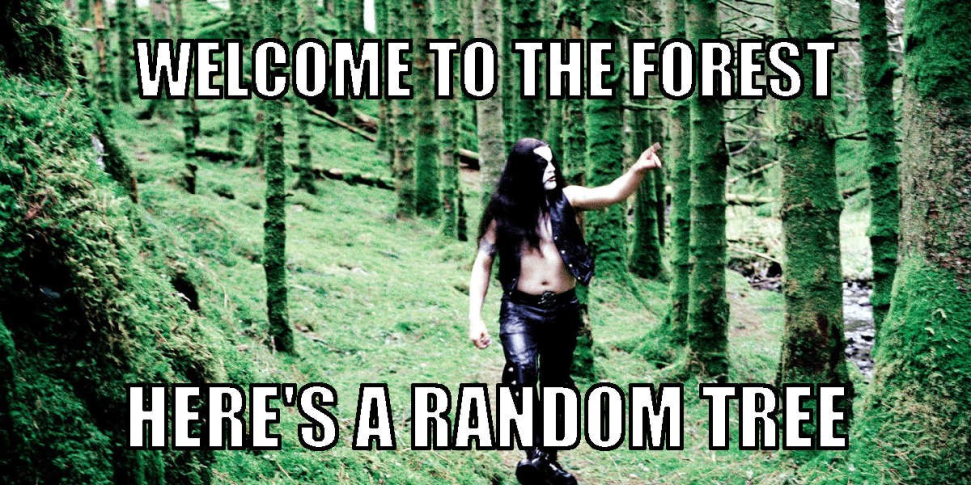 WELCOME TO THE FOREST
HERE'S A RANDOM TREE